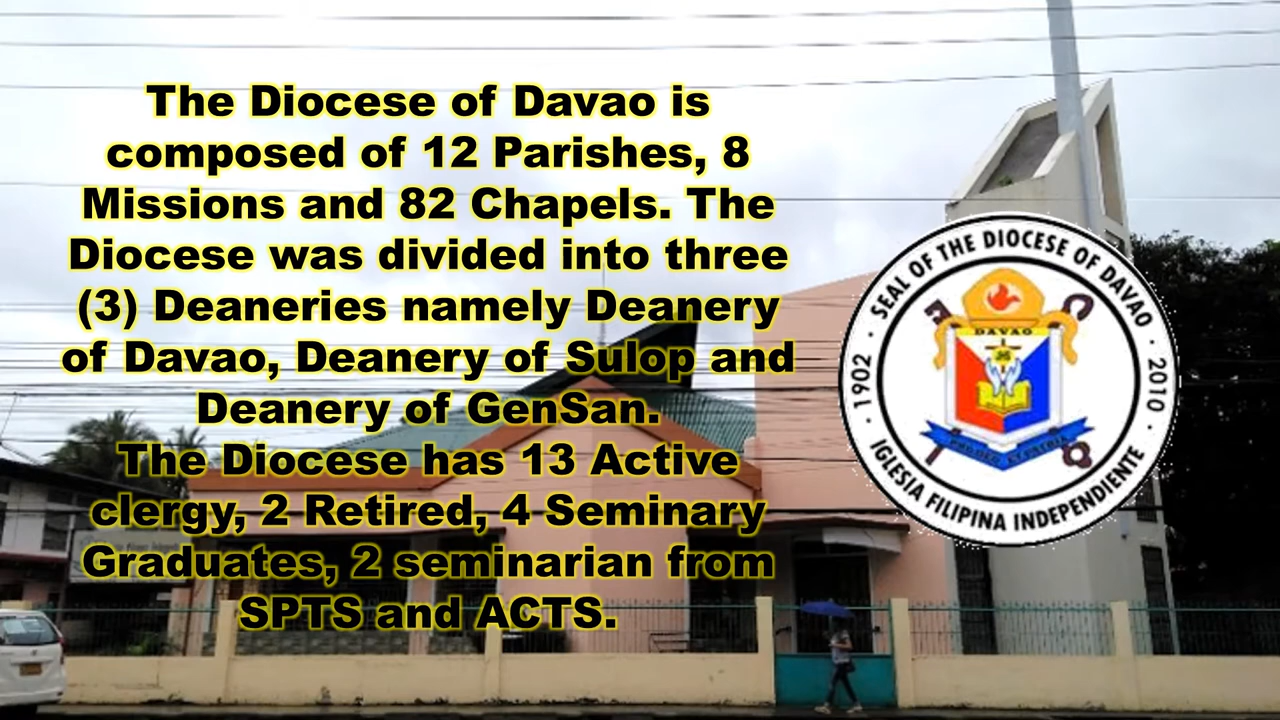 The Diocese of Davao is
composed of 12 Parishes, 8
Missions and 82 Chapels. The
Diocese was divided into three
(3) Deaneries namely Deanery
of Davao, Deanery of Sulop and
Deanery of GenSan.
The Diocese has 13 Active
clergy, 2 Retired, 4 Seminary
Graduates, 2 seminarian from
SPTS and ACTS.
· SEAL OF THE DIOCESE OF DAVAO ·
1902
2010
· IGLESIA FILIPINA INDEPENDIENTE ·
DAVAO